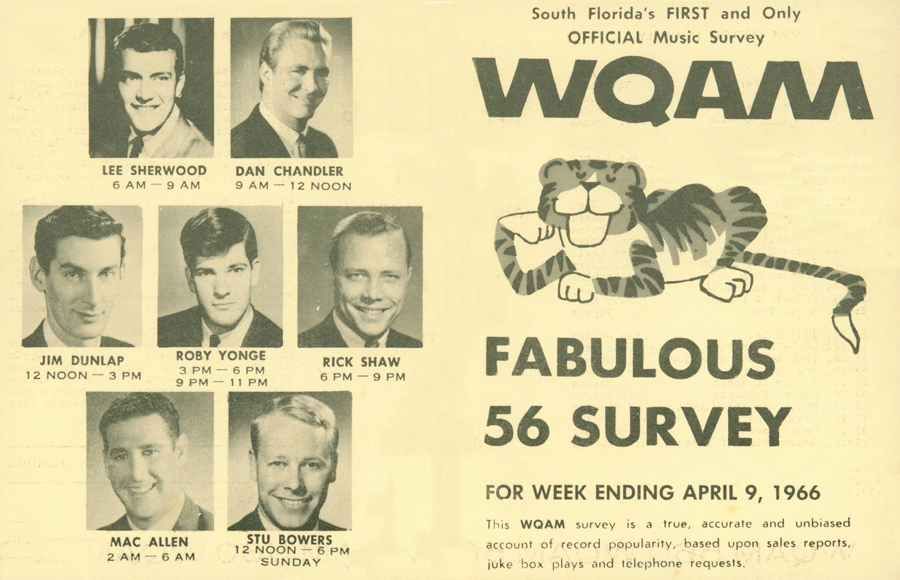 LEE SHERWOOD
6 AM — 9 AM
DAN CHANDLER
9 AM — 12 NOON
JIM DUNLAP
12 NOON — 3 PM
ROBY YONGE
3 PM — 6 PM
9 PM — 11 PM
RICK SHAW
6 PM — 9 PM
MAC ALLEN
2 AM — 6 AM
STU BOWERS
12 NOON — 6 PM
SUNDAY
South Florida's FIRST and Only
OFFICIAL Music Survey
WQAM
FABULOUS
56 SURVEY
FOR WEEK ENDING APRIL 9, 1966
This WQAM survey is a true, accurate and unbiased
account of record popularity, based upon sales reports,
juke box plays and telephone requests.